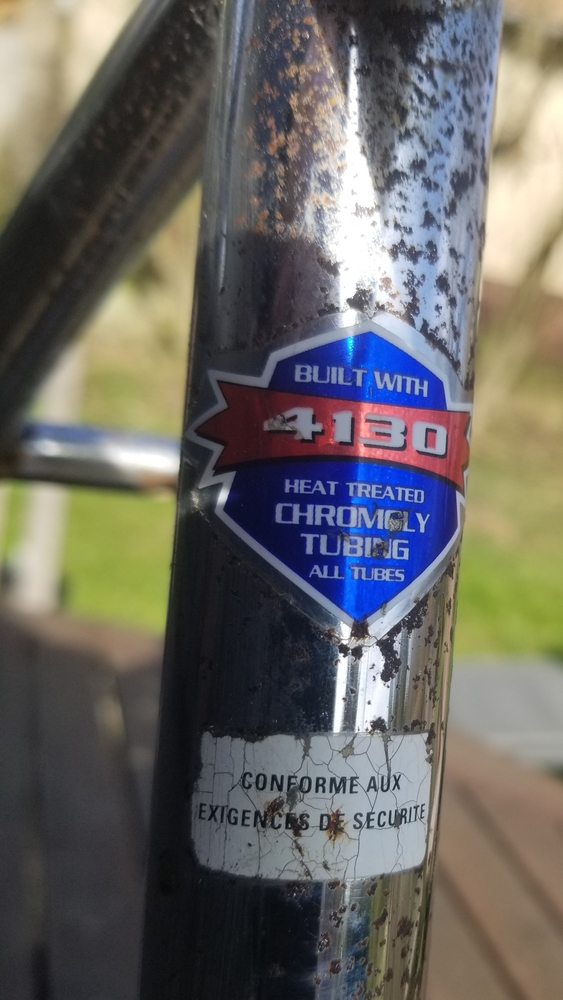 BUILT WITH
4130
HEAT TREATED
CHROMOLY
TUBING
ALL TUBES
CONFORME AUX
EXIGENCES DE SECURITE